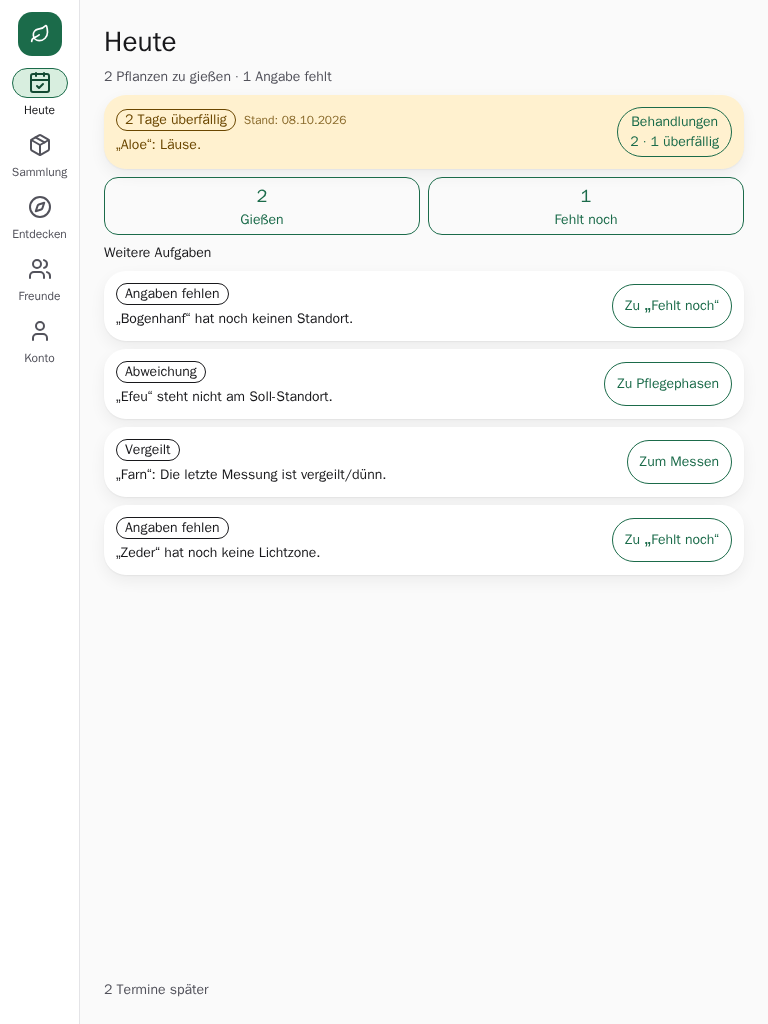 Heute
2 Pflanzen zu gießen · 1 Angabe fehlt
2 Tage überfällig Stand: 08.10.2026
„Aloe“: Läuse.
Behandlungen
2 · 1 überfällig
2
Gießen
1
Fehlt noch
Weitere Aufgaben
Angaben fehlen
„Bogenhanf“ hat noch keinen Standort.
Zu „Fehlt noch“
Abweichung
„Efeu“ steht nicht am Soll-Standort.
Zu Pflegephasen
Vergeilt
„Farn“: Die letzte Messung ist vergeilt/dünn.
Zum Messen
Angaben fehlen
„Zeder“ hat noch keine Lichtzone.
Zu „Fehlt noch“
2 Termine später
Heute
Sammlung
Entdecken
Freunde
Konto